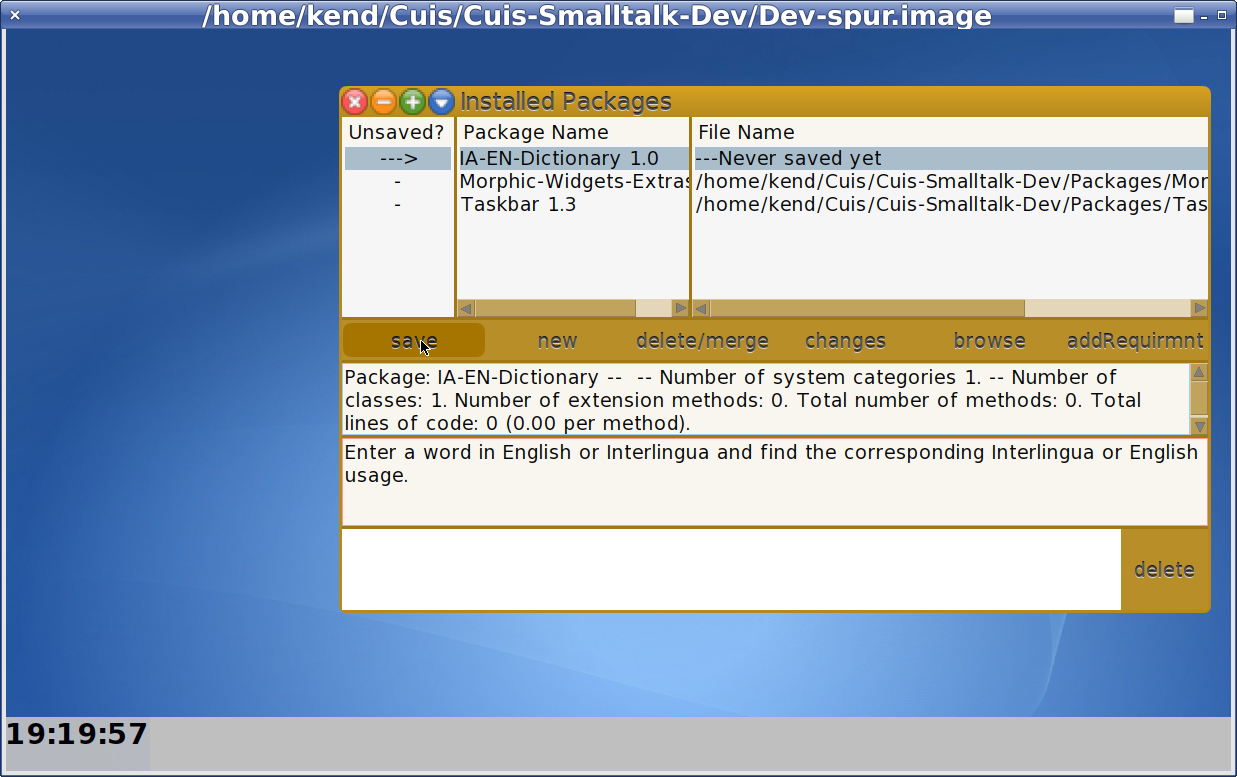 /home/kend/Cuis/Cuis-Smalltalk-Dev/Dev-spur.image
Installed Packages
Unsaved? Package Name File Name
---> IA-EN-Dictionary 1.0 ---Never saved yet
- Morphic-Widgets-Extras /home/kend/Cuis/Cuis-Smalltalk-Dev/Packages/Mor
- Taskbar 1.3 /home/kend/Cuis/Cuis-Smalltalk-Dev/Packages/Tas
save new delete/merge changes browse addRequirmnt
Package: IA-EN-Dictionary --  -- Number of system categories 1. -- Number of
classes: 1. Number of extension methods: 0. Total number of methods: 0. Total
lines of code: 0 (0.00 per method).
Enter a word in English or Interlingua and find the corresponding Interlingua or English
usage.
delete
19:19:57